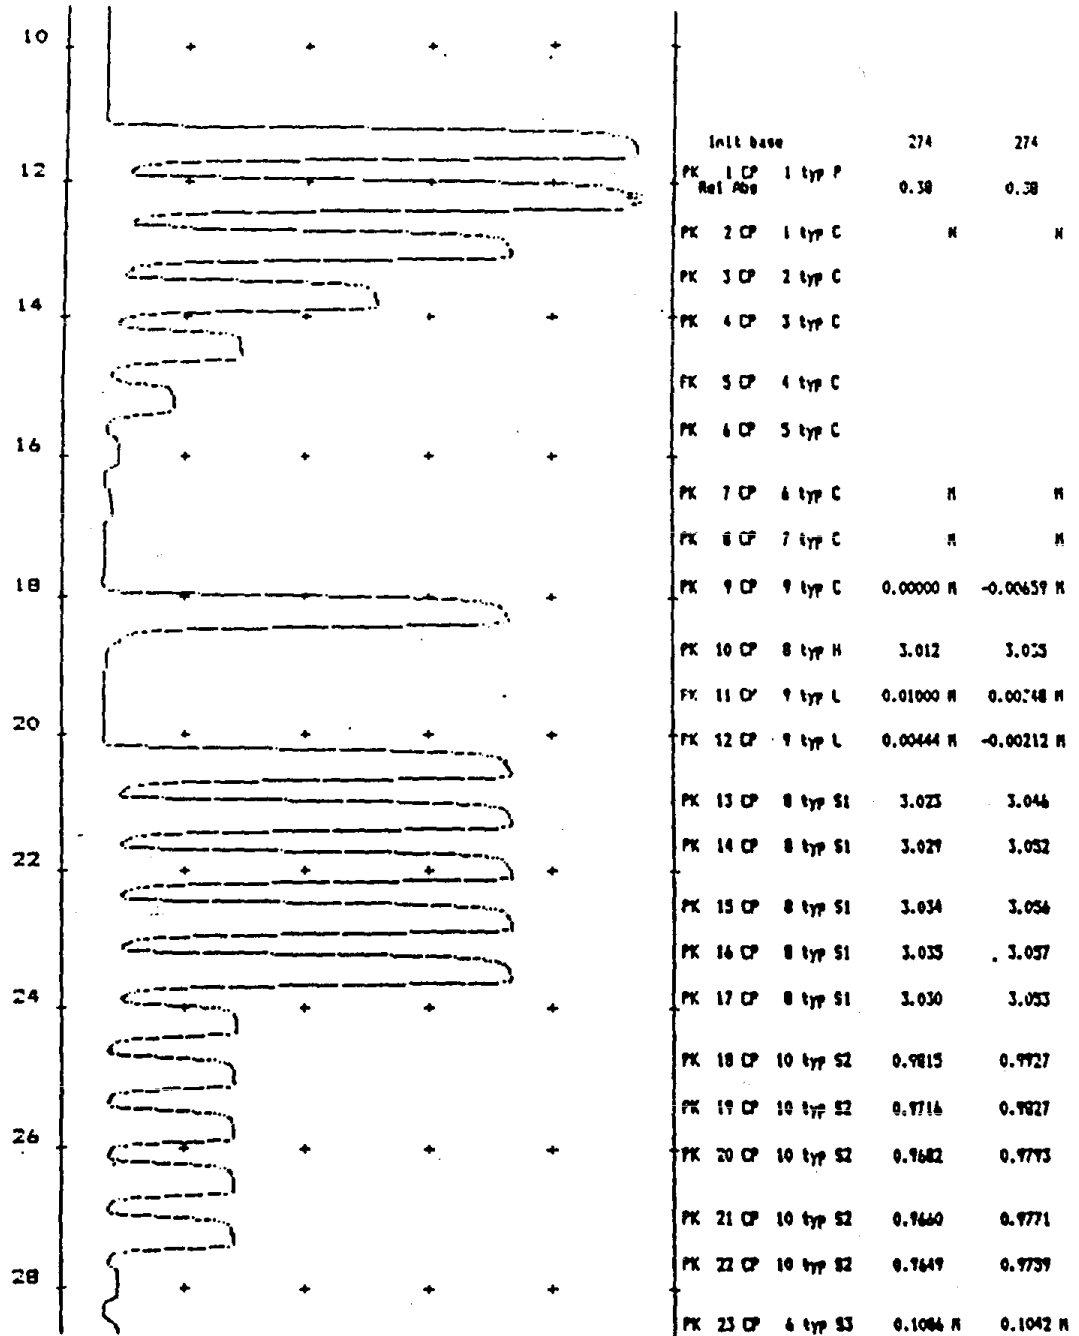 10
Init base 274 274
12
PK 1 CP 1 typ P
Rel Abs 0.38 0.38
PK 2 CP 1 typ C M M
PK 3 CP 2 typ C
14
PK 4 CP 3 typ C
PK 5 CP 4 typ C
PK 6 CP 5 typ C
16
PK 7 CP 6 typ C M M
PK 8 CP 7 typ C M M
18
PK 9 CP 9 typ C 0.00000 M -0.00659 M
PK 10 CP 8 typ H 3.012 3.035
PK 11 CP 9 typ L 0.01000 M
20
PK 12 CP 9 typ L 0.00444 M -0.00212 M
PK 13 CP 8 typ S1 3.023 3.046
PK 14 CP 8 typ S1 3.029 3.052
22
PK 15 CP 8 typ S1 3.034 3.056
PK 16 CP 8 typ S1 3.035 3.057
PK 17 CP 8 typ S1 3.030 3.053
24
PK 18 CP 10 typ S2 0.9815 0.9927
PK 19 CP 10 typ S2 0.9716 0.9827
26
PK 20 CP 10 typ S2 0.9682 0.9793
PK 21 CP 10 typ S2 0.9660 0.9771
PK 22 CP 10 typ S2 0.9649 0.9759
28
PK 23 CP 6 typ S3 0.1086 M 0.1042 M